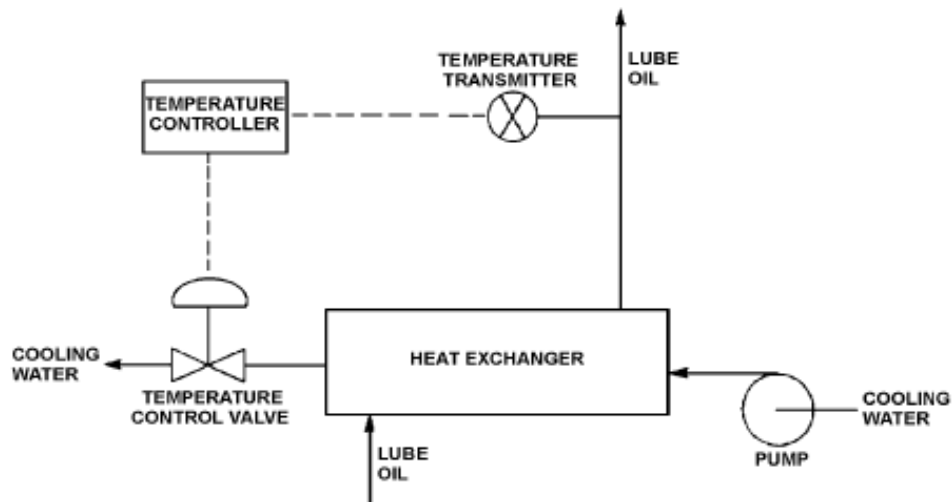 TEMPERATURE
TRANSMITTER
LUBE
OIL
TEMPERATURE
CONTROLLER
HEAT EXCHANGER
COOLING
WATER
TEMPERATURE
CONTROL VALVE
COOLING
WATER
PUMP
LUBE
OIL